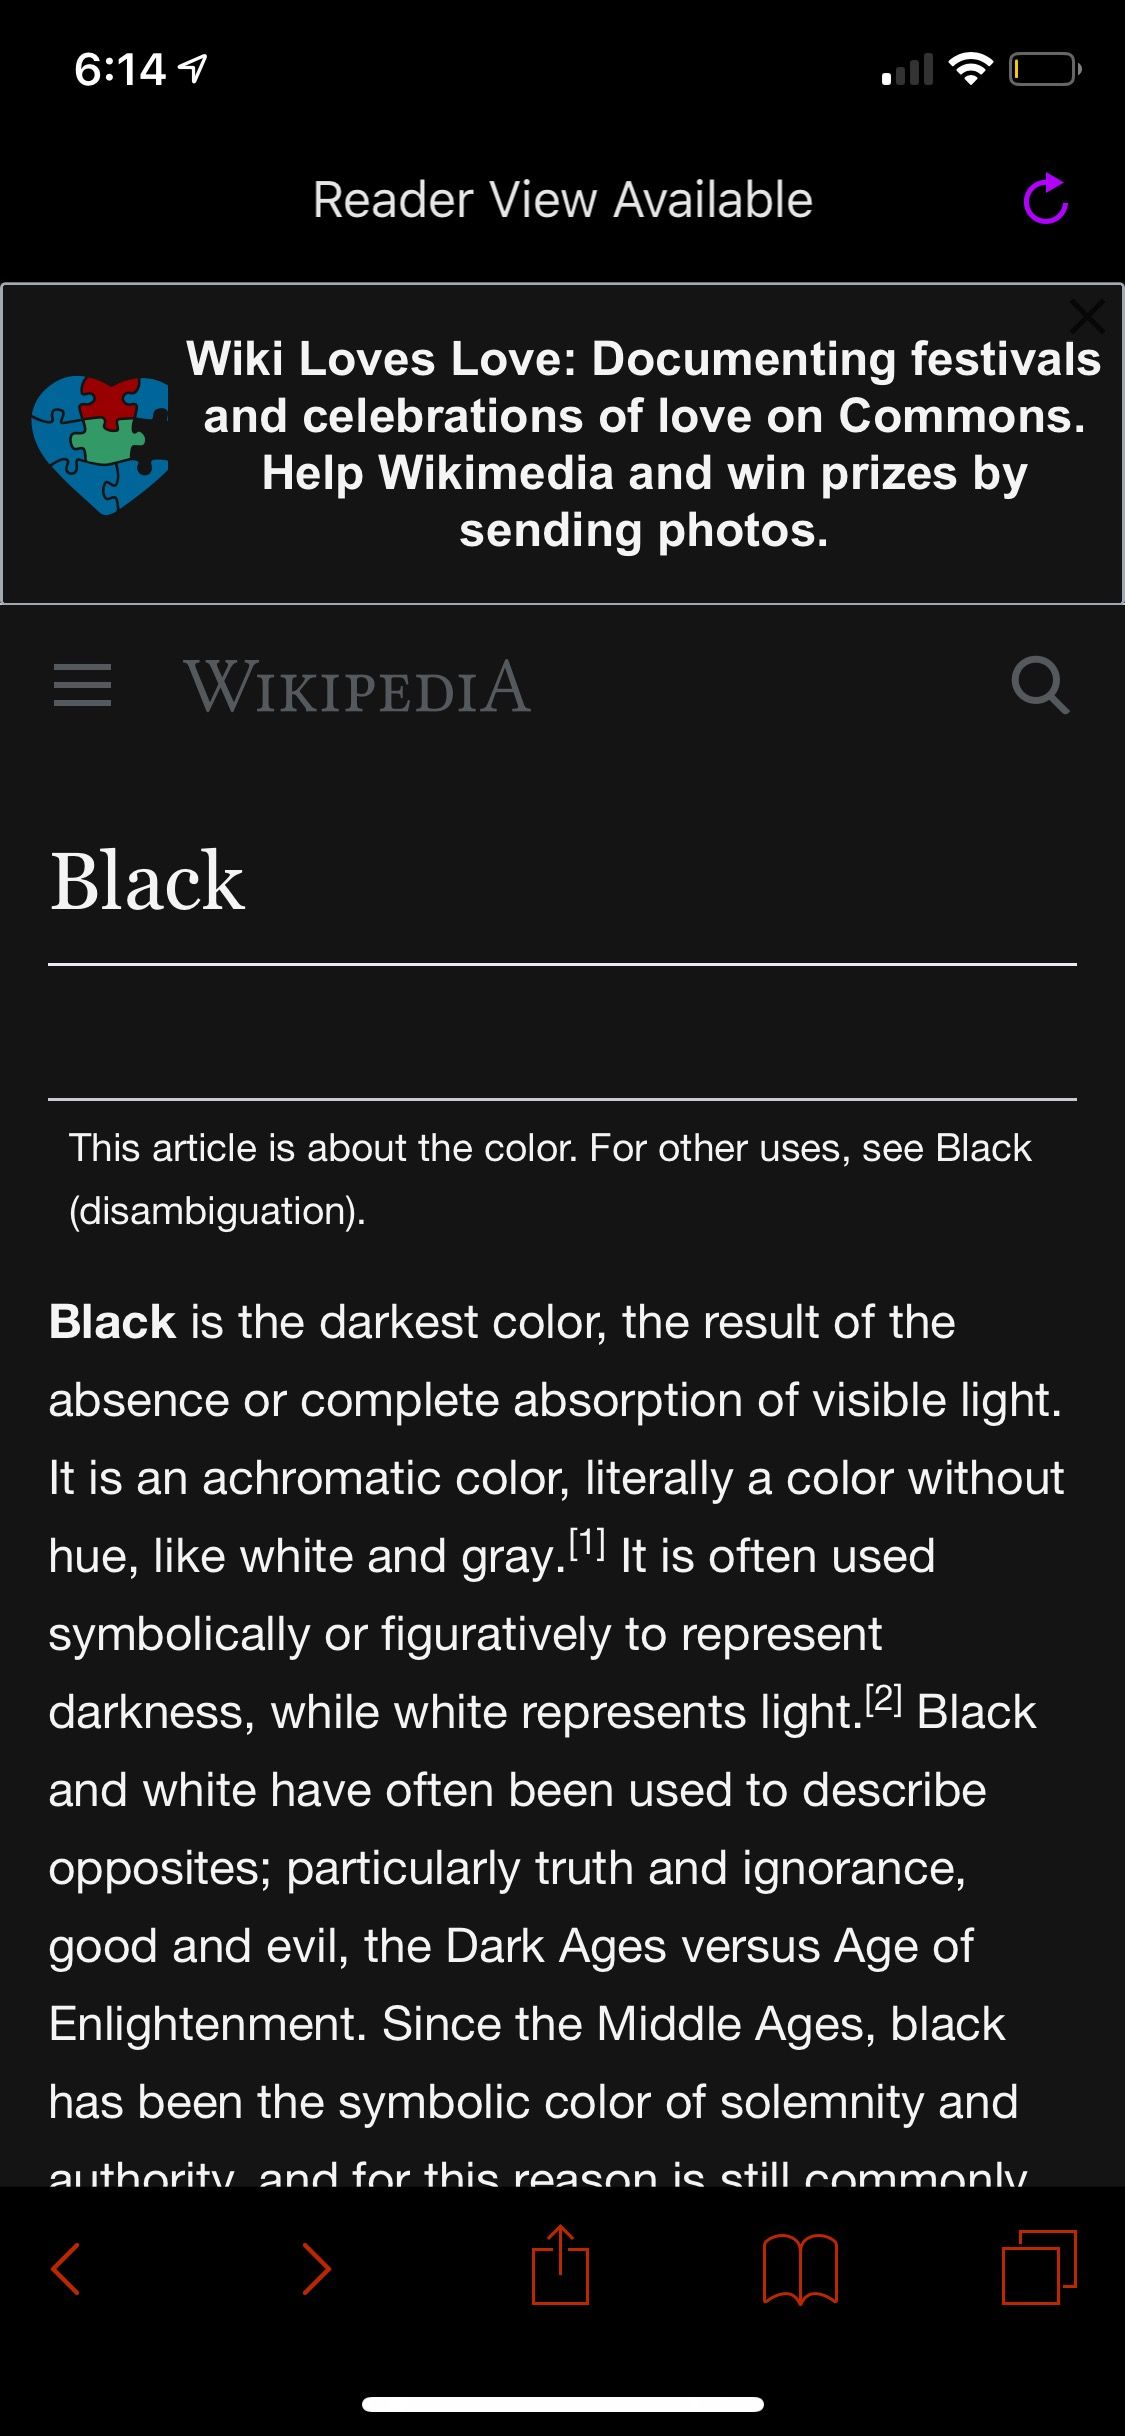 6:14
Reader View Available
Wiki Loves Love: Documenting festivals
and celebrations of love on Commons.
Help Wikimedia and win prizes by
sending photos.
WIKIPEDIA
Black
This article is about the color. For other uses, see Black
(disambiguation).
Black is the darkest color, the result of the
absence or complete absorption of visible light.
It is an achromatic color, literally a color without
hue, like white and gray.[1] It is often used
symbolically or figuratively to represent
darkness, while white represents light.[2] Black
and white have often been used to describe
opposites; particularly truth and ignorance,
good and evil, the Dark Ages versus Age of
Enlightenment. Since the Middle Ages, black
has been the symbolic color of solemnity and
authority, and for this reason is still commonly